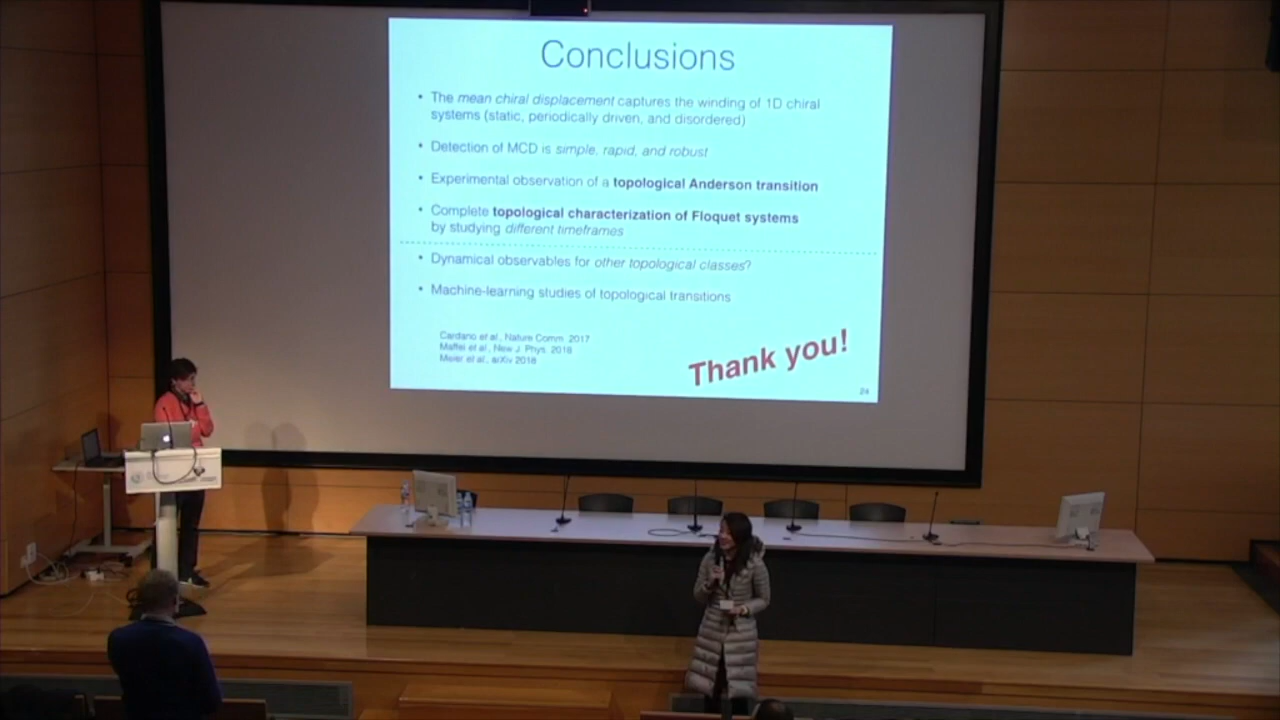 Conclusions
• The mean chiral displacement captures the winding of 1D chiral
systems (static, periodically driven, and disordered)
• Detection of MCD is simple, rapid, and robust
• Experimental observation of a topological Anderson transition
• Complete topological characterization of Floquet systems
by studying different timeframes
• Dynamical observables for other topological classes?
• Machine-learning studies of topological transitions
Cardano et al., Nature Comm. 2017
Maffei et al., New J. Phys. 2018
Meier et al., arXiv 2018
Thank you!
24